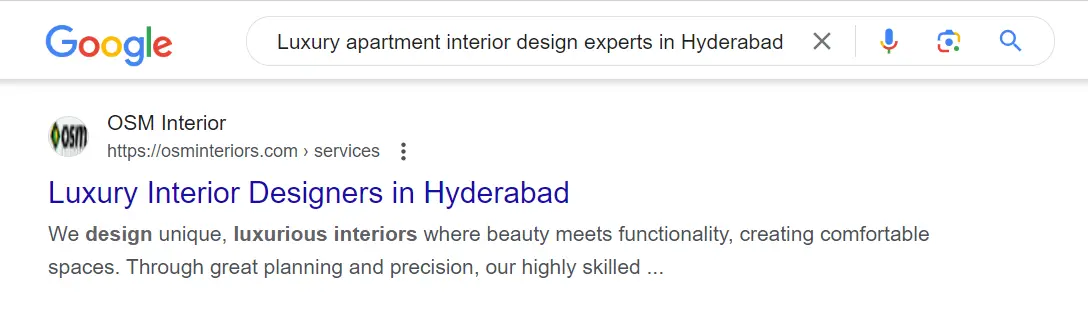 Google
Luxury apartment interior design experts in Hyderabad
osm
OSM Interior
https://osminteriors.com › services
Luxury Interior Designers in Hyderabad
We design unique, luxurious interiors where beauty meets functionality, creating comfortable
spaces. Through great planning and precision, our highly skilled ...